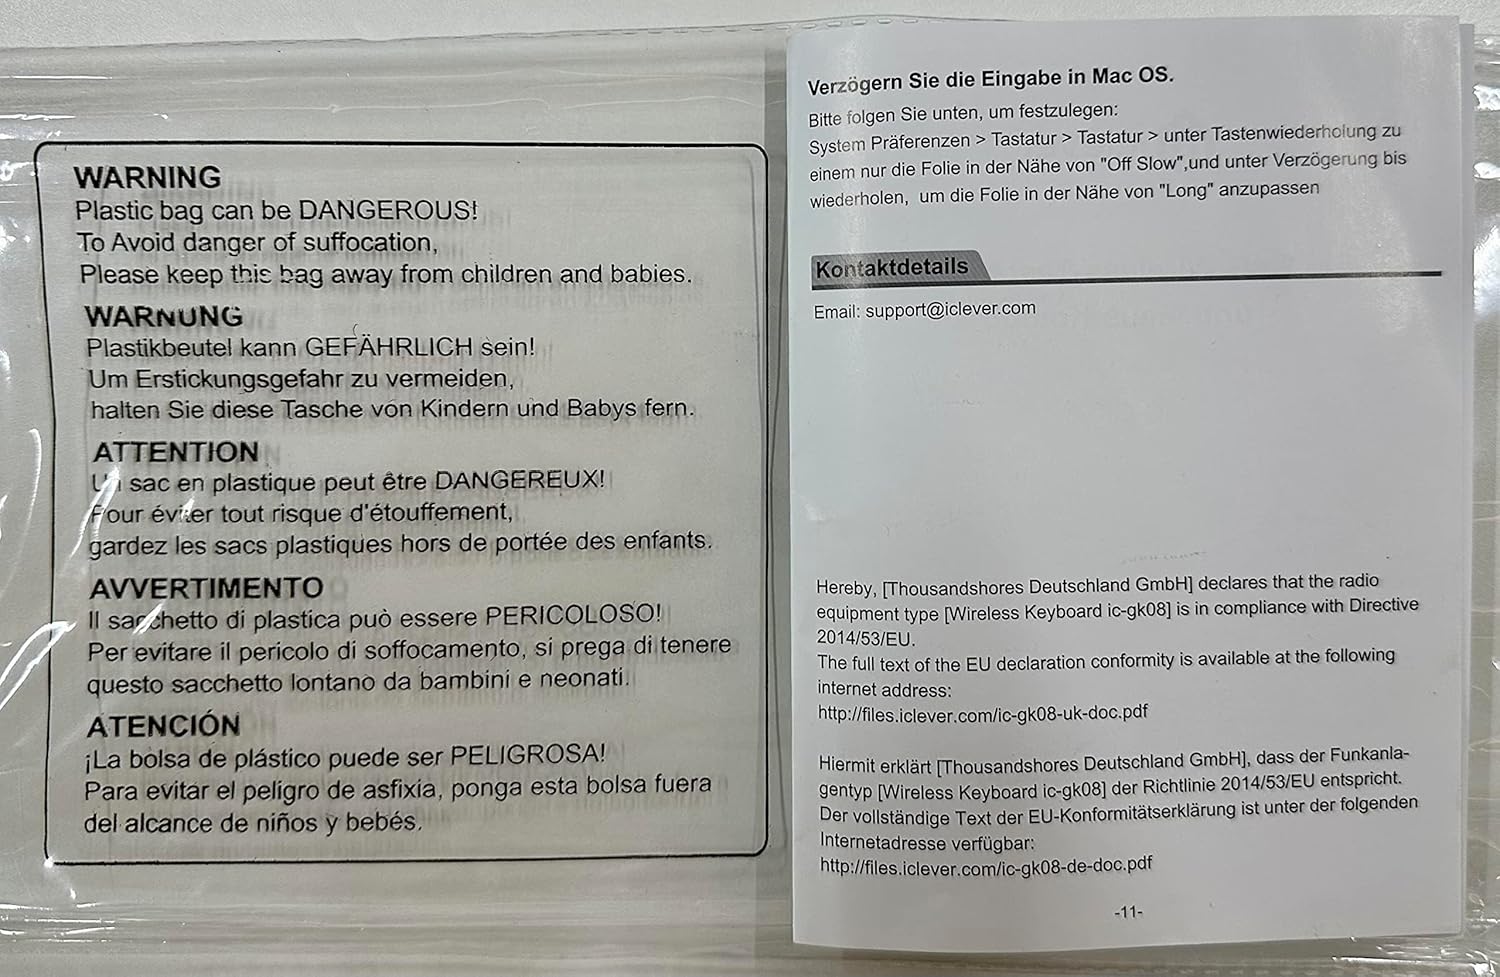 WARNING
Plastic bag can be DANGEROUS!
To Avoid danger of suffocation,
Please keep this bag away from children and babies.
WARNUNG
Plastikbeutel kann GEFÄHRLICH sein!
Um Erstickungsgefahr zu vermeiden,
halten Sie diese Tasche von Kindern und Babys fern.
ATTENTION
Un sac en plastique peut être DANGEREUX!
Pour éviter tout risque d'étouffement,
gardez les sacs plastiques hors de portée des enfants.
AVVERTIMENTO
Il sacchetto di plastica può essere PERICOLOSO!
Per evitare il pericolo di soffocamento, si prega di tenere
questo sacchetto lontano da bambini e neonati.
ATENCIÓN
¡La bolsa de plástico puede ser PELIGROSA!
Para evitar el peligro de asfixia, ponga esta bolsa fuera
del alcance de niños y bebés.
Verzögern Sie die Eingabe in Mac OS.
Bitte folgen Sie unten, um festzulegen:
System Präferenzen > Tastatur > Tastatur > unter Tastenwiederholung zu
einem nur die Folie in der Nähe von "Off Slow",und unter Verzögerung bis
wiederholen, um die Folie in der Nähe von "Long" anzupassen
Kontaktdetails
Email: support@iclever.com
Hereby, [Thousandshores Deutschland GmbH] declares that the radio
equipment type [Wireless Keyboard ic-gk08] is in compliance with Directive
2014/53/EU.
The full text of the EU declaration conformity is available at the following
internet address:
http://files.iclever.com/ic-gk08-uk-doc.pdf
Hiermit erklärt [Thousandshores Deutschland GmbH], dass der Funkanla-
gentyp [Wireless Keyboard ic-gk08] der Richtlinie 2014/53/EU entspricht.
Der vollständige Text der EU-Konformitätserklärung ist unter der folgenden
Internetadresse verfügbar:
http://files.iclever.com/ic-gk08-de-doc.pdf
-11-